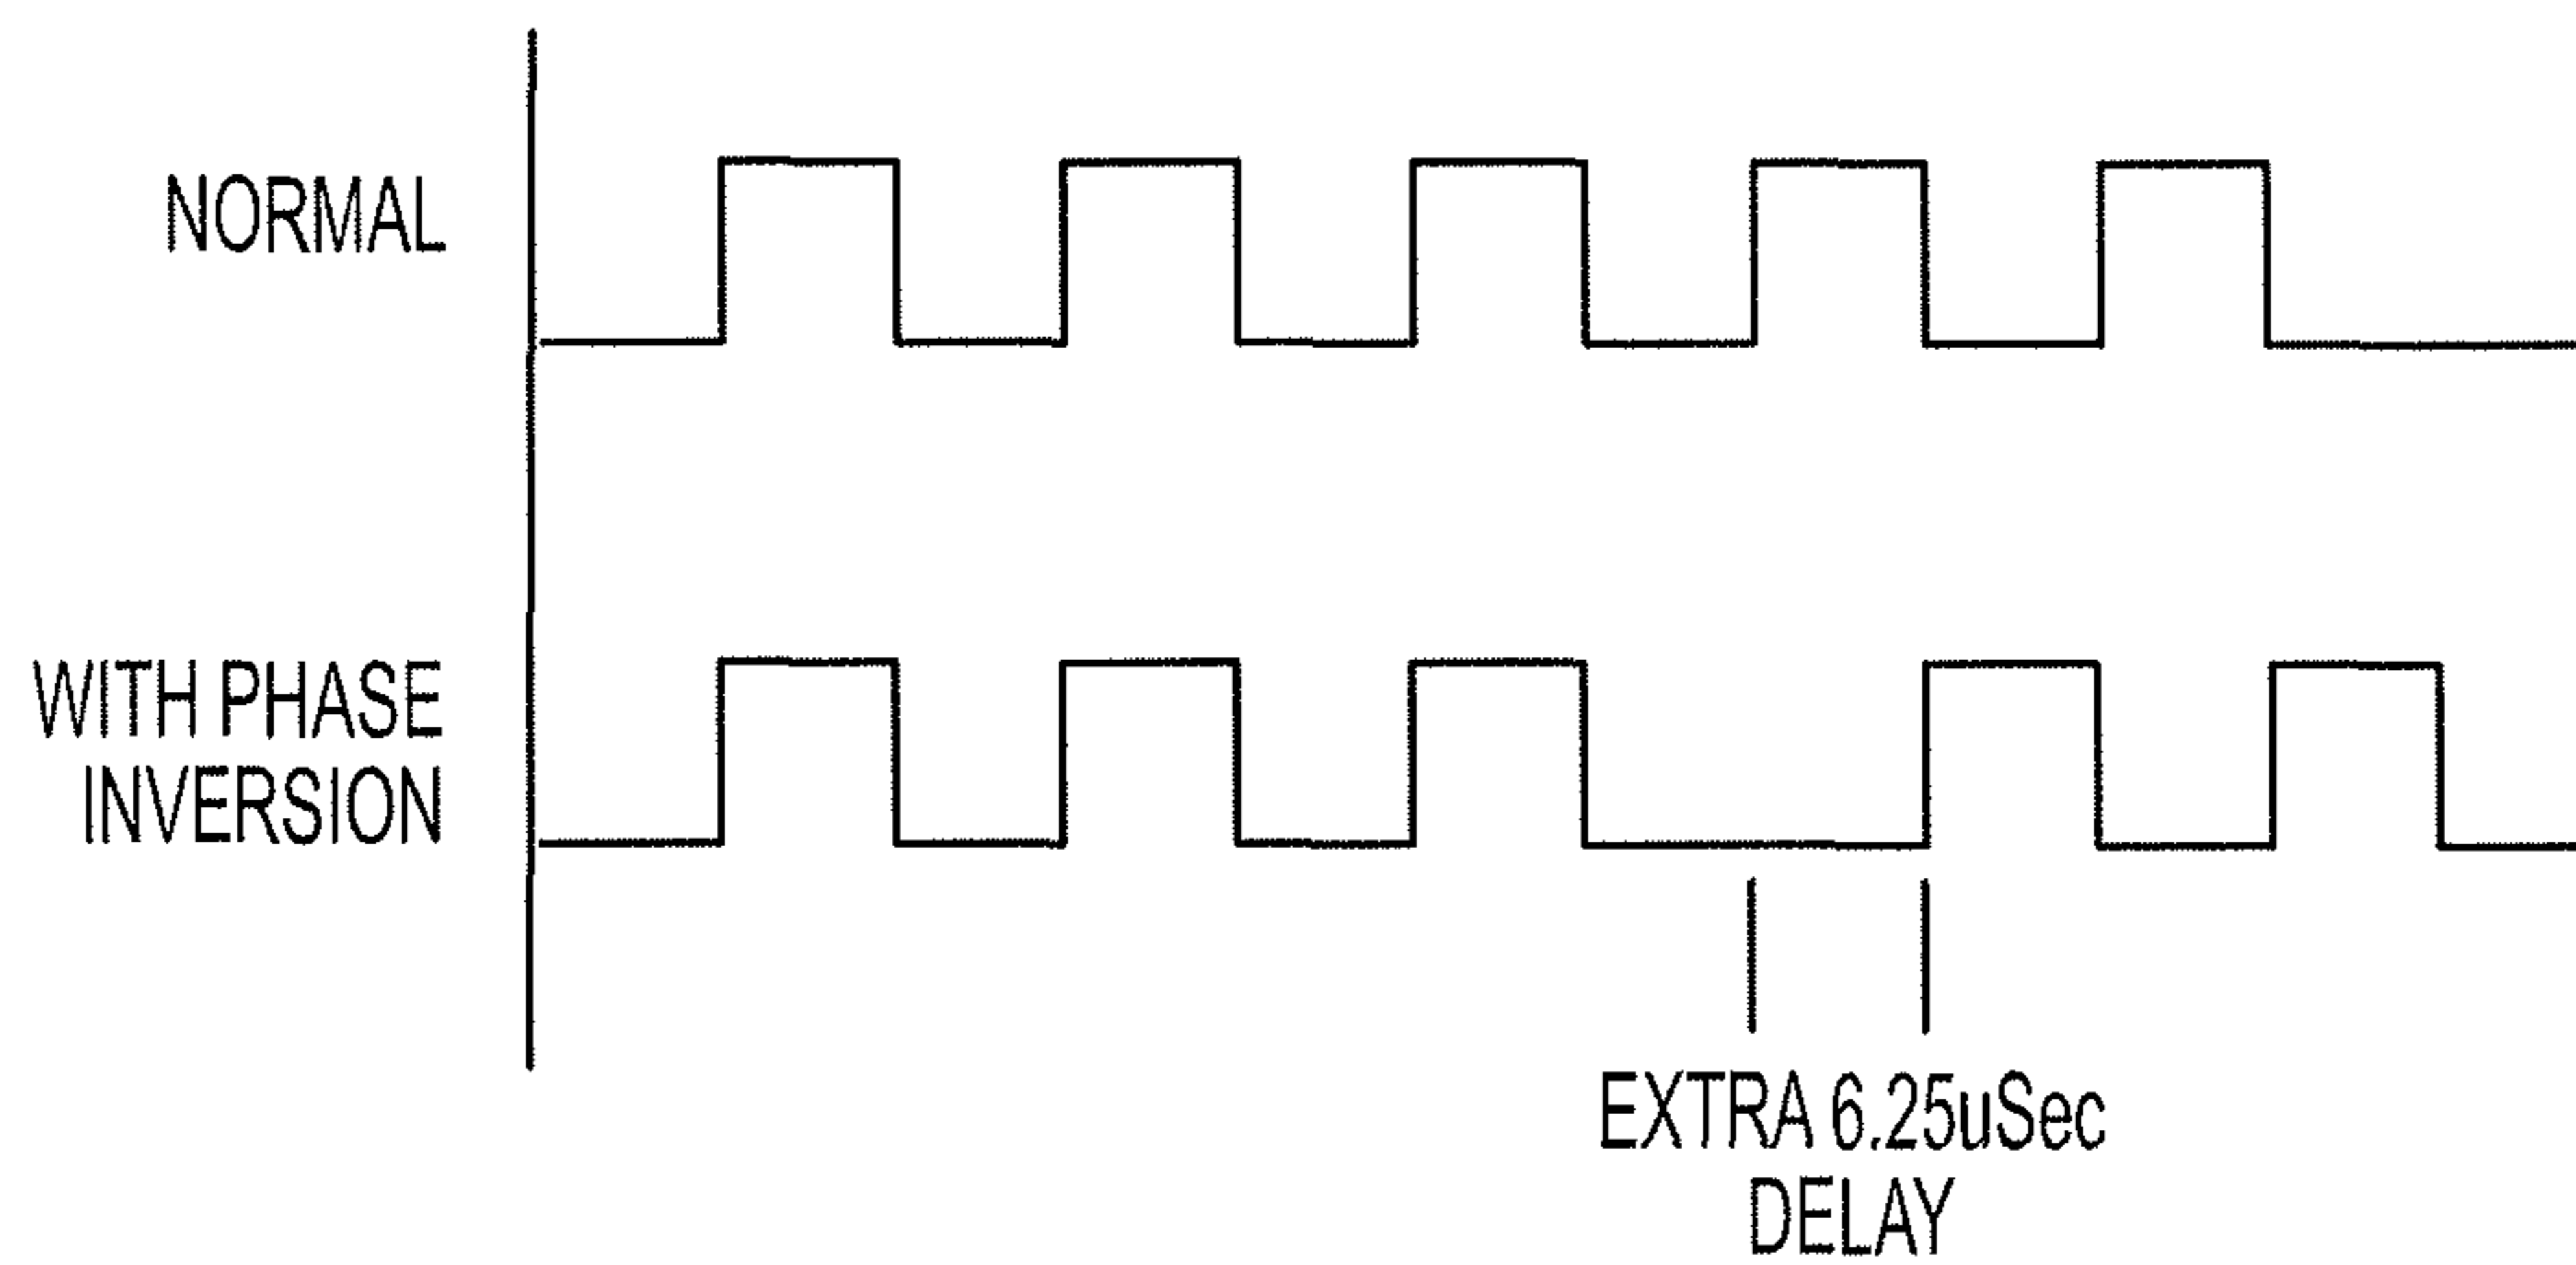 NORMAL
WITH PHASE
INVERSION
EXTRA 6.25uSec
DELAY